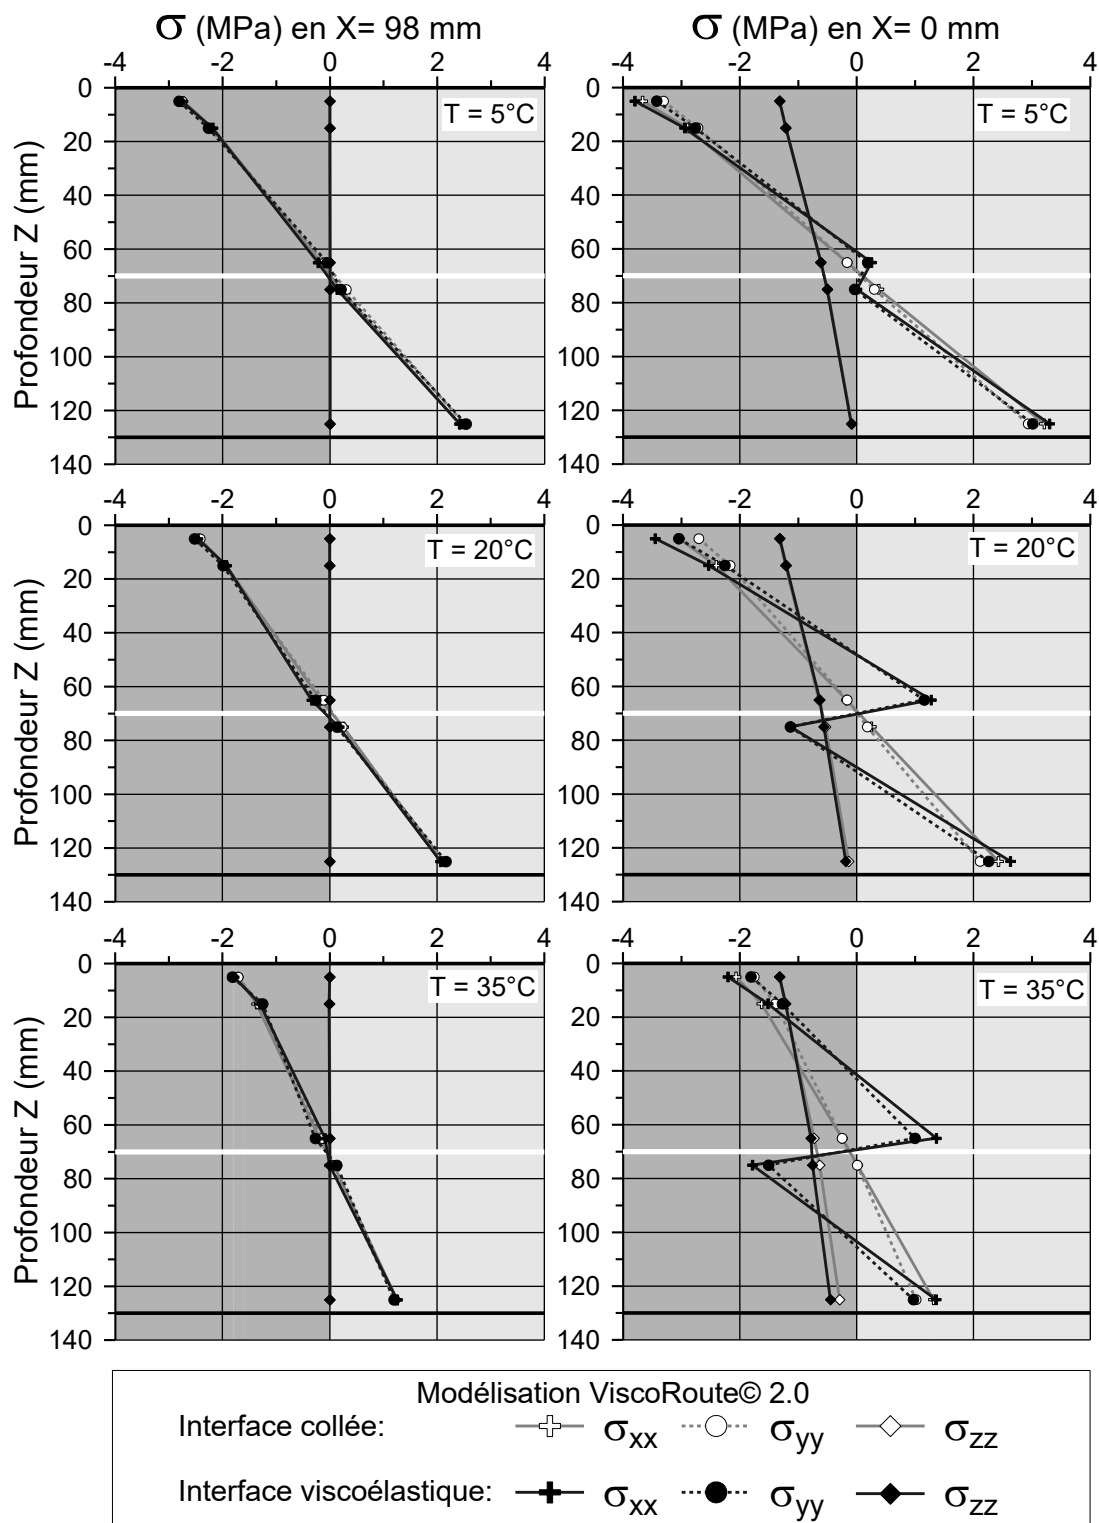 σ (MPa) en X= 98 mm
σ (MPa) en X= 0 mm
-4 -2 0 2 4
-4 -2 0 2 4
Profondeur Z (mm)
0
20
40
60
80
100
120
140
T = 5°C
T = 5°C
-4 -2 0 2 4
-4 -2 0 2 4
Profondeur Z (mm)
0
20
40
60
80
100
120
140
T = 20°C
T = 20°C
-4 -2 0 2 4
-4 -2 0 2 4
Profondeur Z (mm)
0
20
40
60
80
100
120
140
T = 35°C
T = 35°C
Modélisation ViscoRoute© 2.0
Interface collée: σxx σyy σzz
Interface viscoélastique: σxx σyy σzz